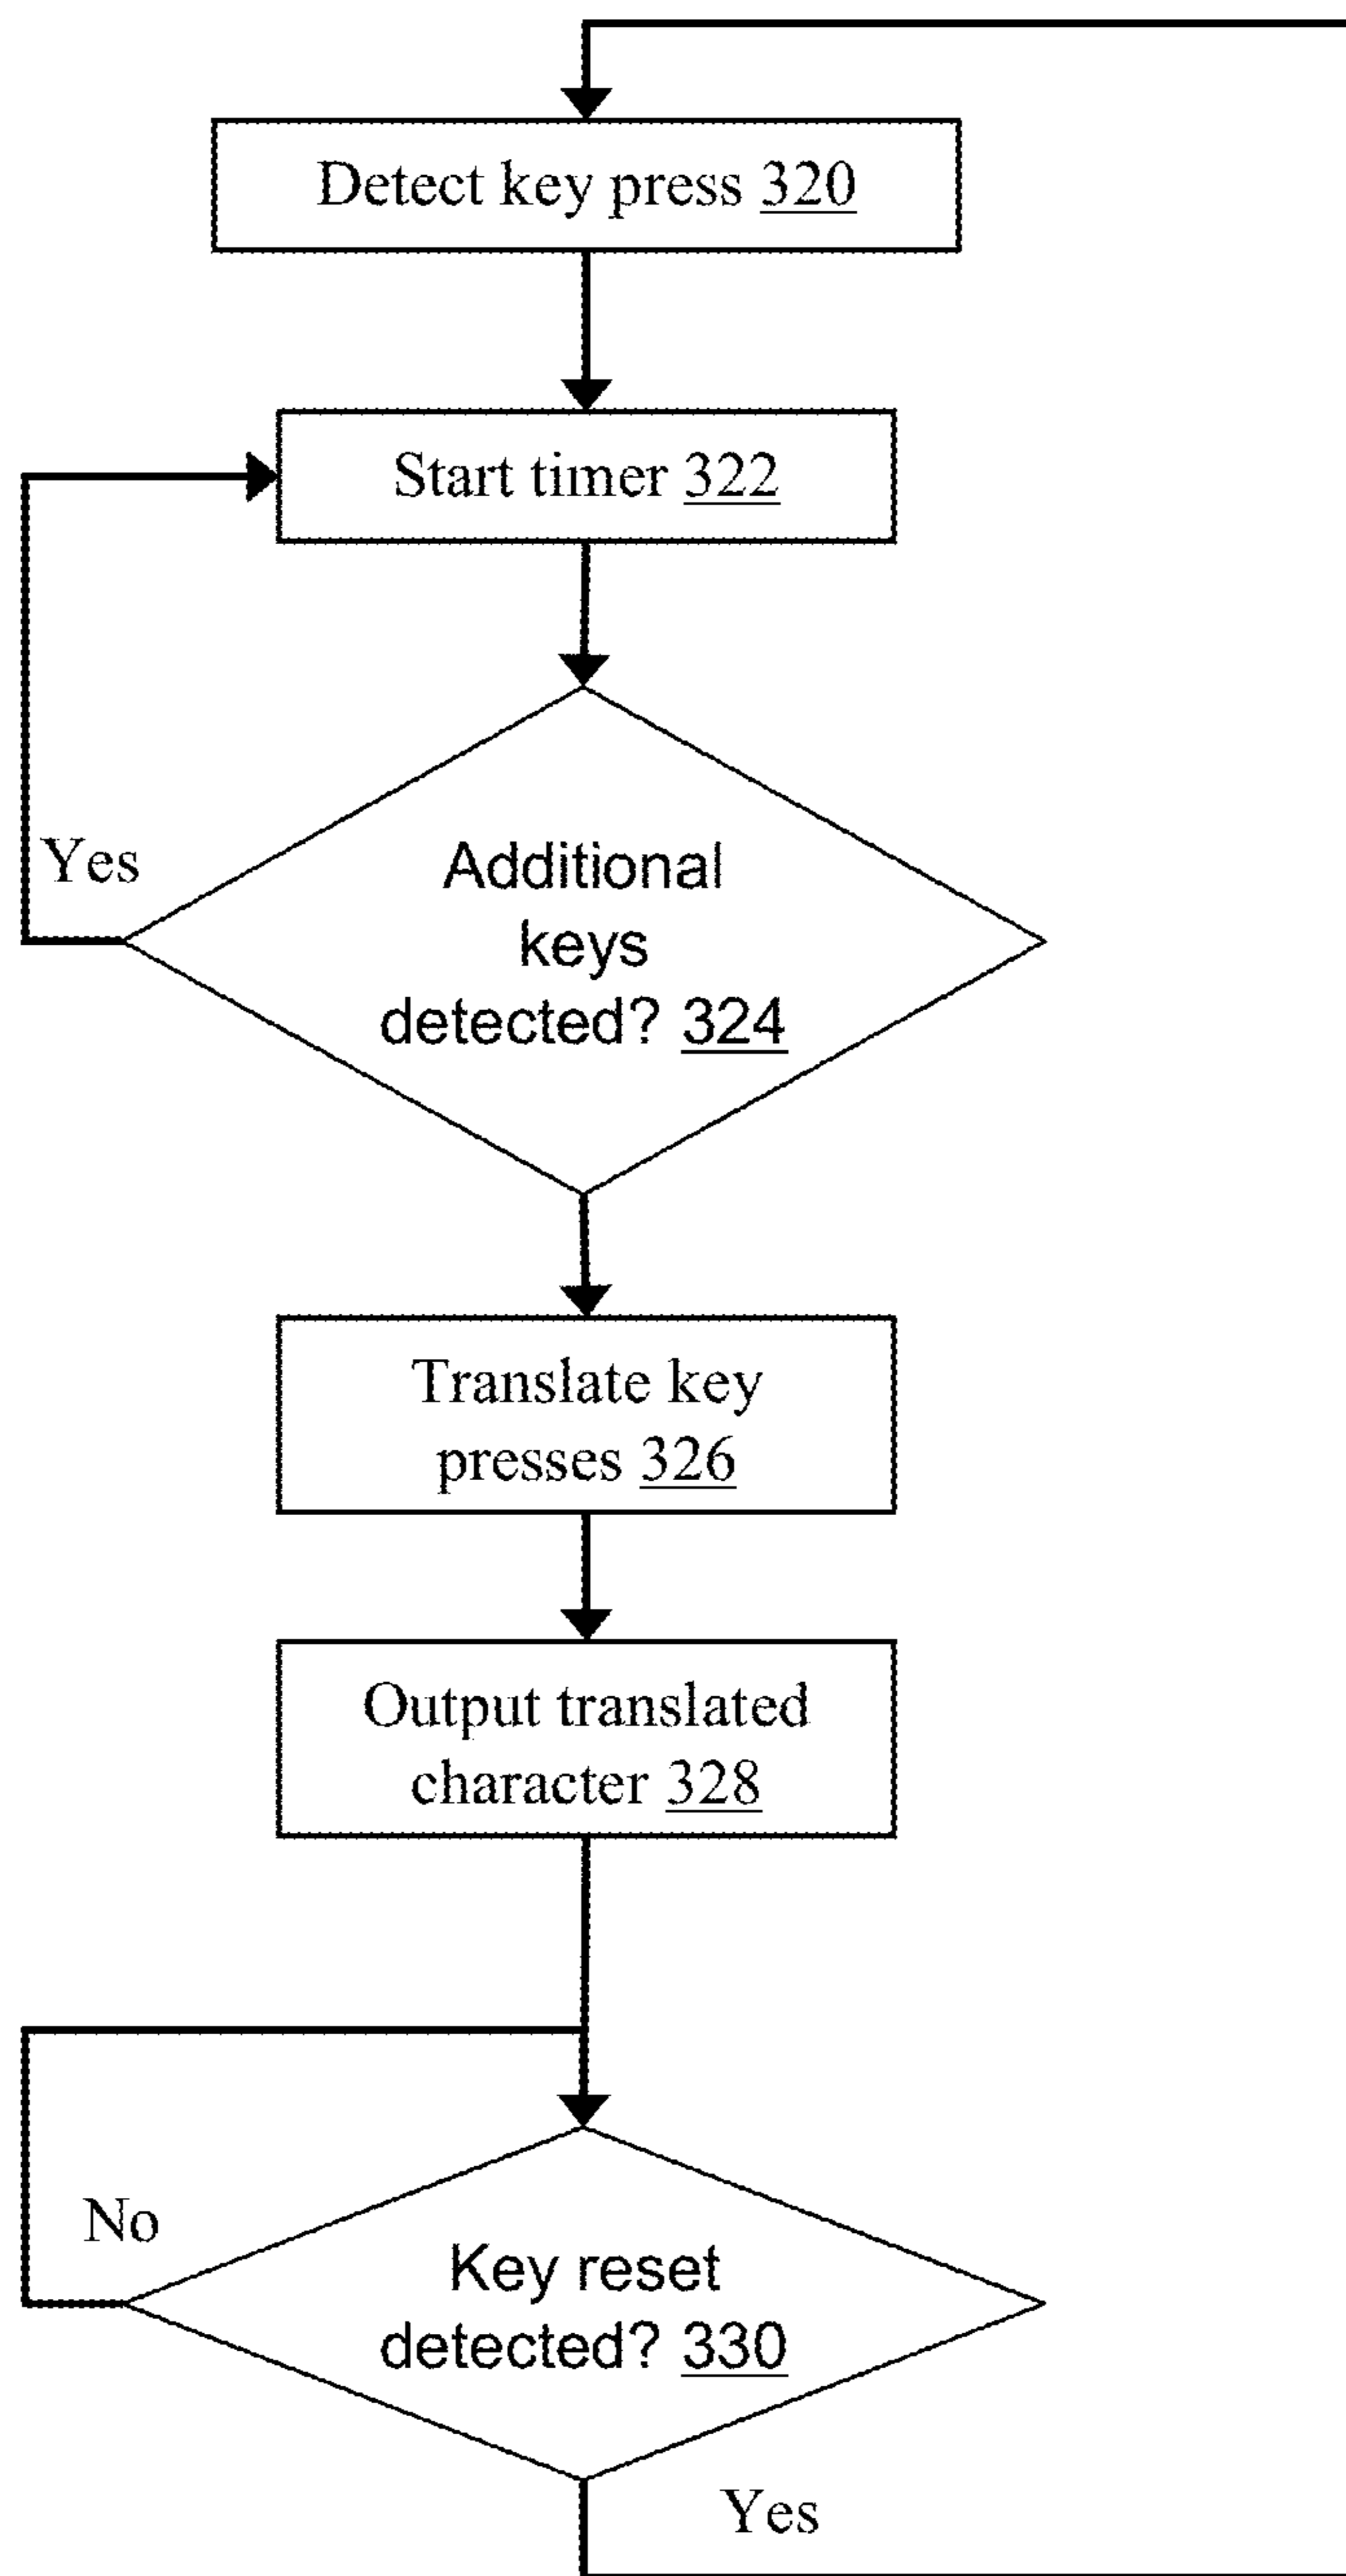 Detect key press 320
Start timer 322
Yes
Additional
keys
detected? 324
Translate key
presses 326
Output translated
character 328
No
Key reset
detected? 330
Yes